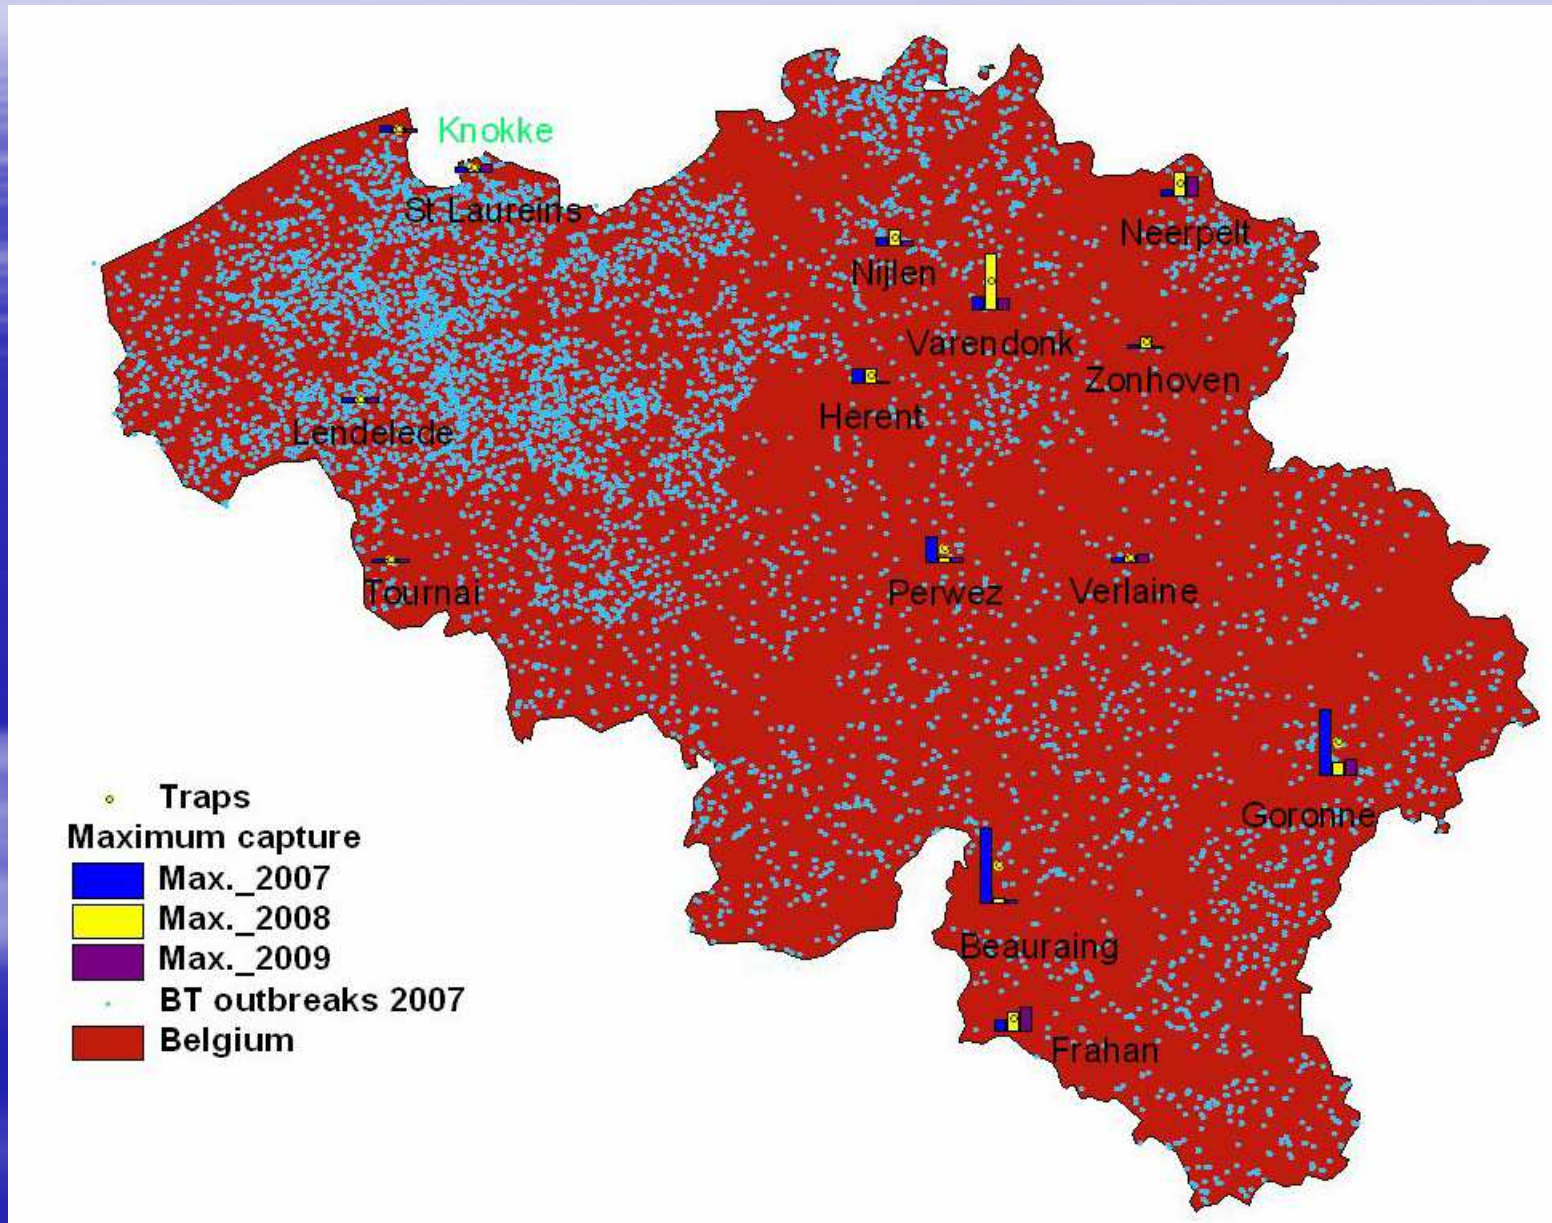 Knokke
St Laureins
Neerpelt
Nijlen
Varendonk
Zonhoven
Herent
Lendelede
Tournai
Perwez
Verlaine
Goronne
Beauraing
Frahan
Traps
Maximum capture
Max._2007
Max._2008
Max._2009
BT outbreaks 2007
Belgium